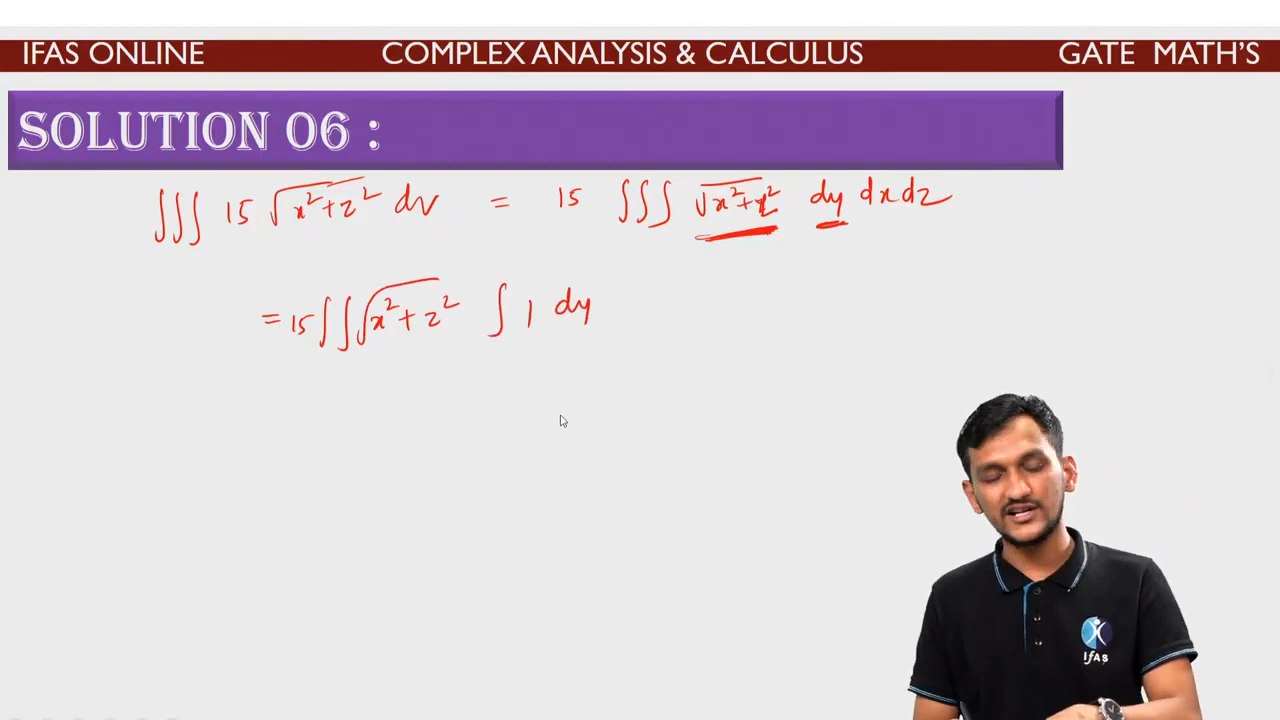 IFAS ONLINE COMPLEX ANALYSIS & CALCULUS GATE MATH'S
SOLUTION 06 :
∭ 15 √x²+z² dv = 15 ∭ √x²+z² dy dx dz
= 15 ∬ √x²+z² ∫ 1 dy
IFAS